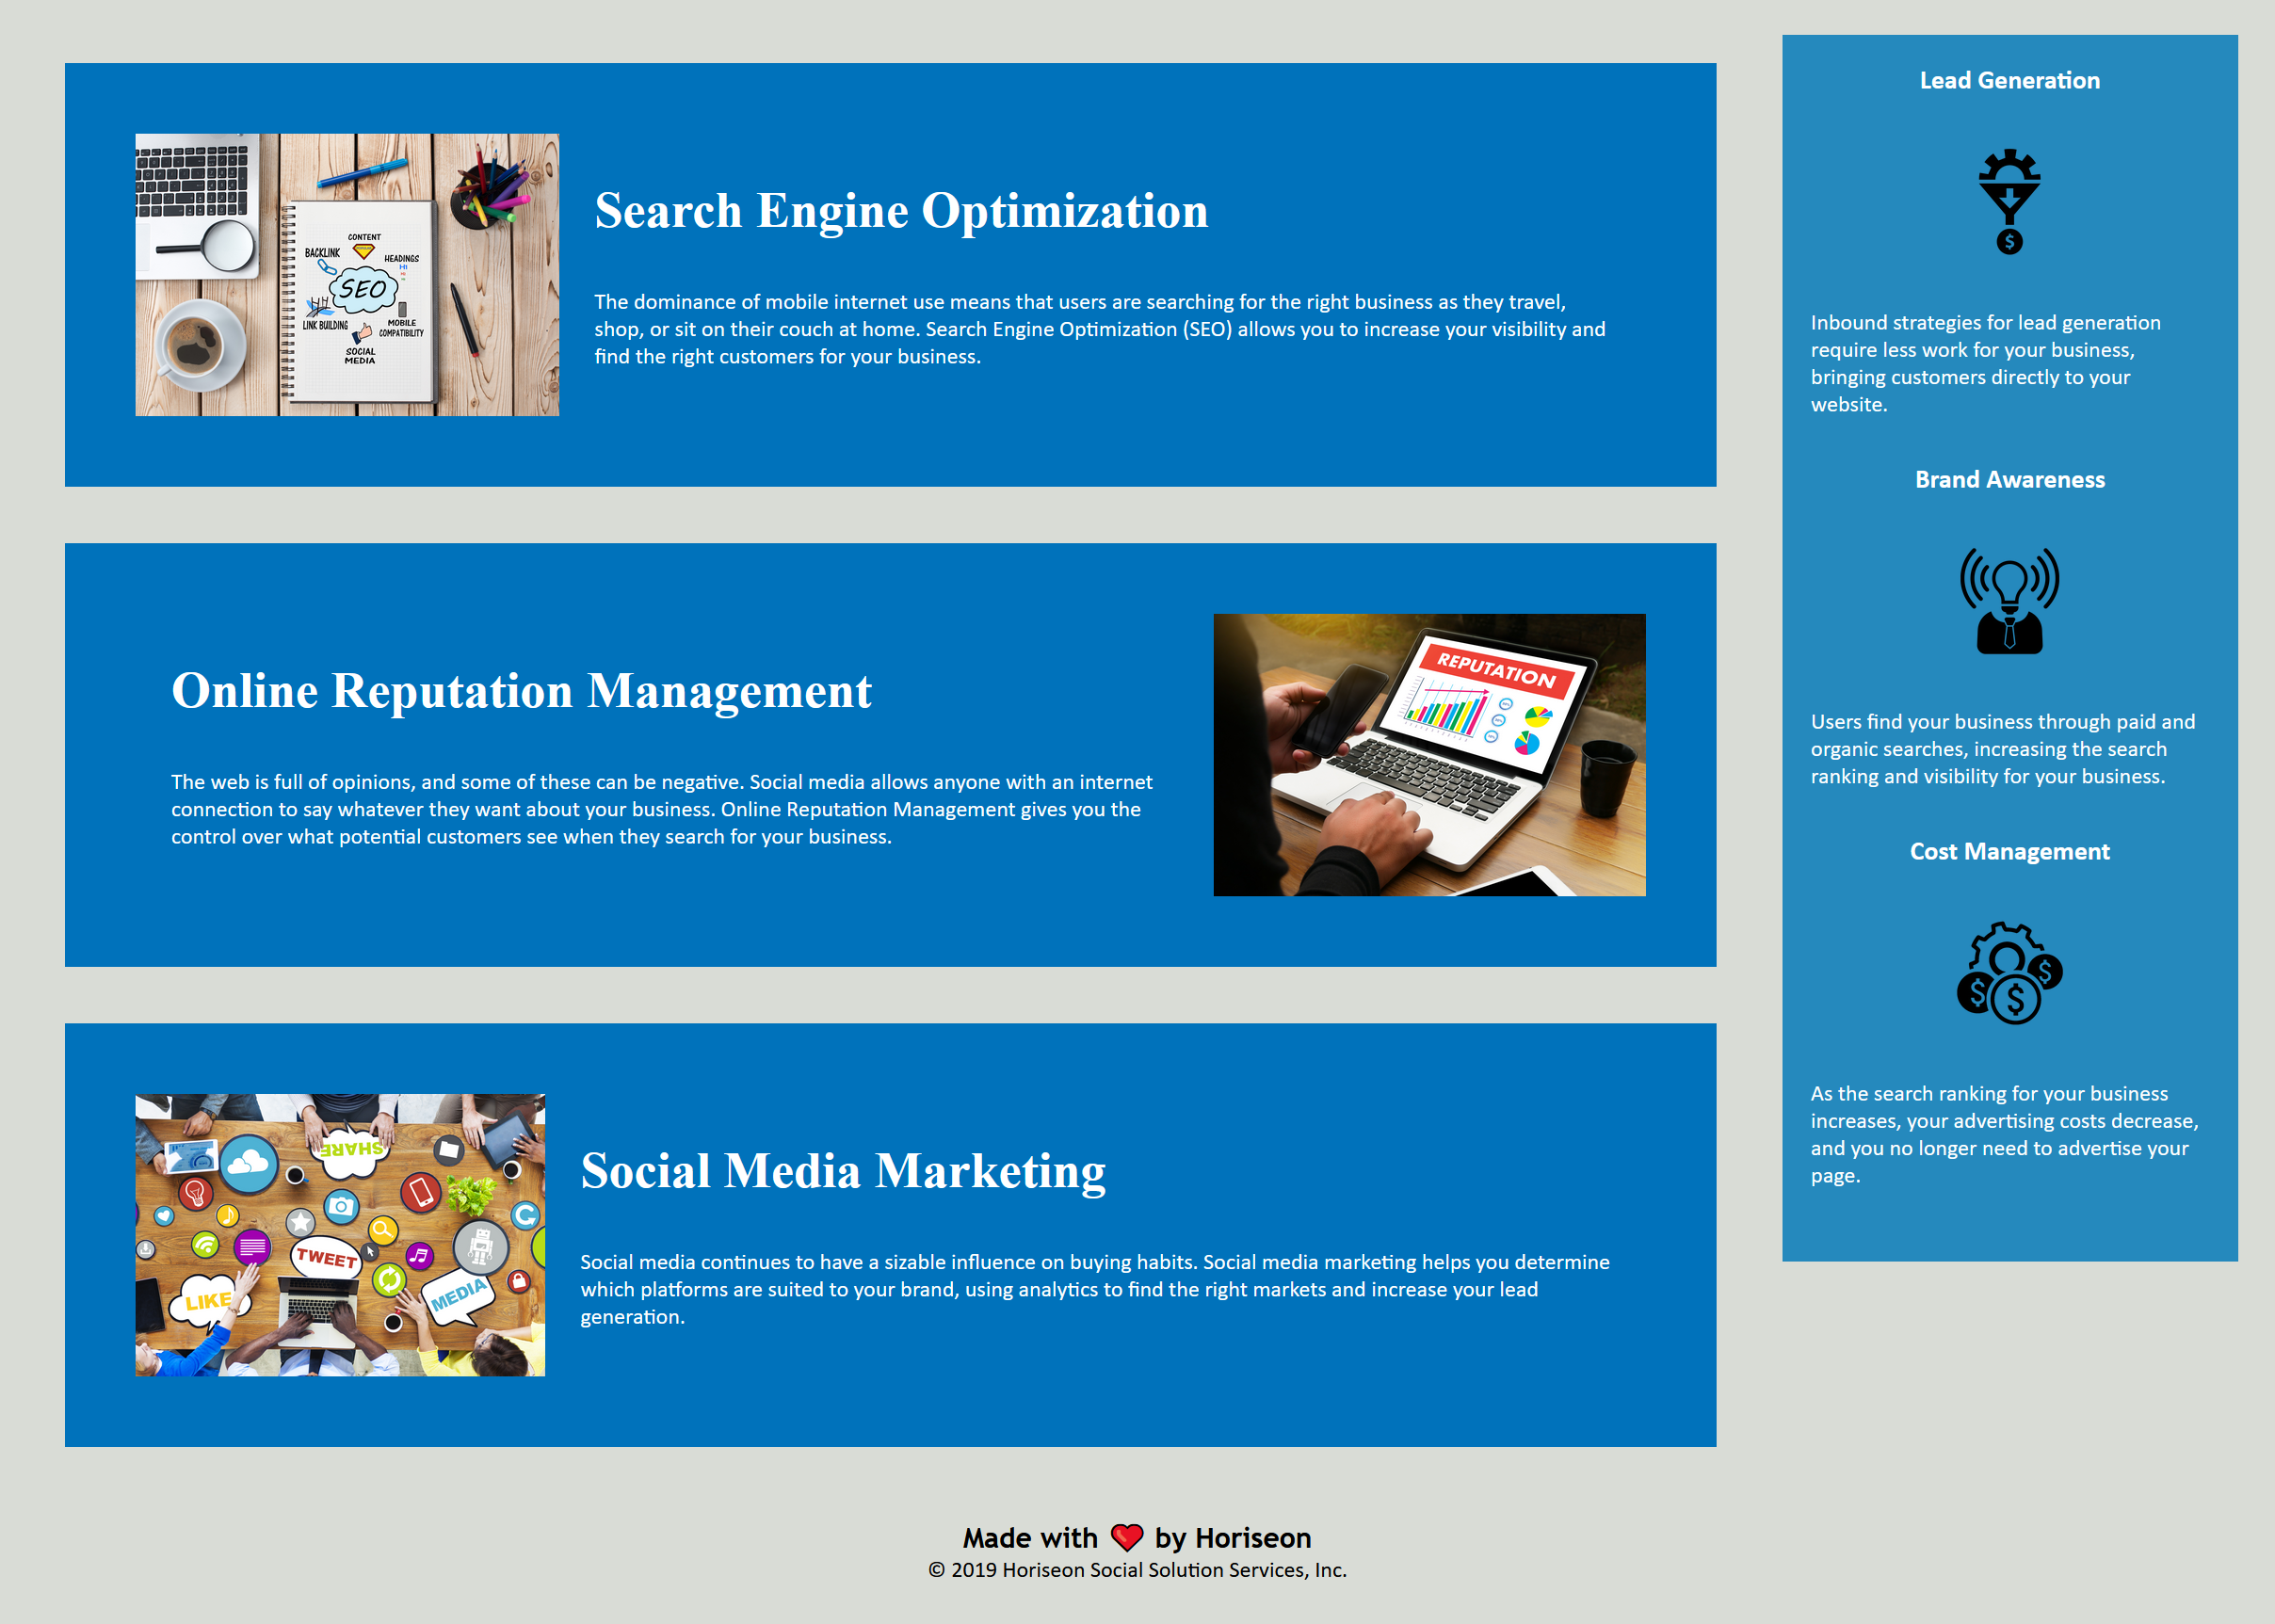 CONTENT
BACKLINK
HEADINGS
H1
SEO
LINK BUILDING
MOBILE
COMPATIBILITY
SOCIAL
MEDIA
Search Engine Optimization
The dominance of mobile internet use means that users are searching for the right business as they travel,
shop, or sit on their couch at home. Search Engine Optimization (SEO) allows you to increase your visibility and
find the right customers for your business.
Online Reputation Management
The web is full of opinions, and some of these can be negative. Social media allows anyone with an internet
connection to say whatever they want about your business. Online Reputation Management gives you the
control over what potential customers see when they search for your business.
REPUTATION
SHARE
TWEET
LIKE
MEDIA
Social Media Marketing
Social media continues to have a sizable influence on buying habits. Social media marketing helps you determine
which platforms are suited to your brand, using analytics to find the right markets and increase your lead
generation.
Lead Generation
$
Inbound strategies for lead generation
require less work for your business,
bringing customers directly to your
website.
Brand Awareness
Users find your business through paid and
organic searches, increasing the search
ranking and visibility for your business.
Cost Management
$ $ $
As the search ranking for your business
increases, your advertising costs decrease,
and you no longer need to advertise your
page.
Made with ❤️ by Horiseon
© 2019 Horiseon Social Solution Services, Inc.